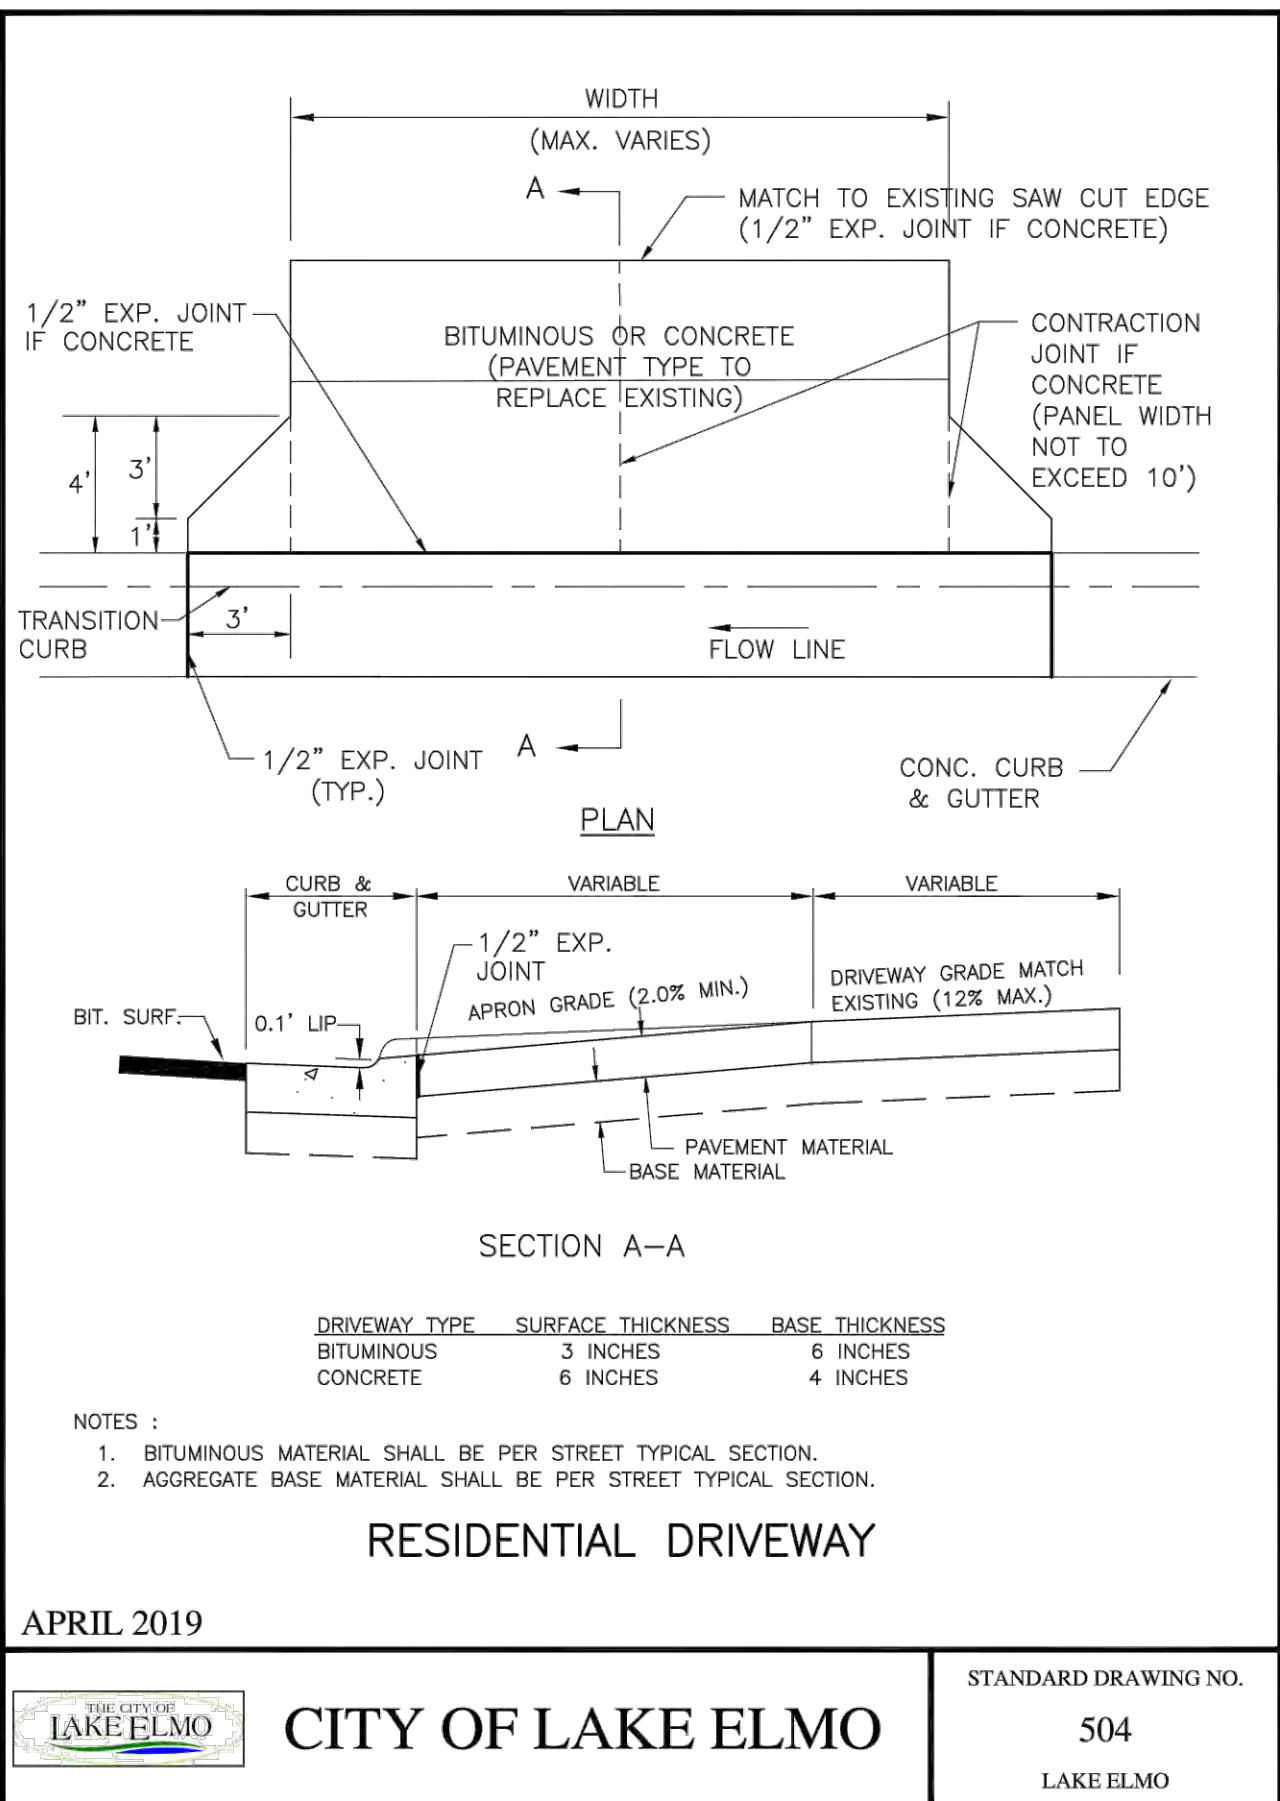 WIDTH
(MAX. VARIES)
A
MATCH TO EXISTING SAW CUT EDGE
(1/2" EXP. JOINT IF CONCRETE)
1/2" EXP. JOINT
IF CONCRETE
BITUMINOUS OR CONCRETE
(PAVEMENT TYPE TO
REPLACE EXISTING)
CONTRACTION
JOINT IF
CONCRETE
(PANEL WIDTH
NOT TO
EXCEED 10')
4'
3'
1'
TRANSITION
CURB
3'
FLOW LINE
1/2" EXP. JOINT
(TYP.)
A
CONC. CURB
& GUTTER
PLAN
CURB &
GUTTER
VARIABLE
VARIABLE
1/2" EXP.
JOINT
APRON GRADE (2.0% MIN.)
DRIVEWAY GRADE MATCH
EXISTING (12% MAX.)
BIT. SURF.
0.1' LIP
PAVEMENT MATERIAL
BASE MATERIAL
SECTION A-A
DRIVEWAY TYPE SURFACE THICKNESS BASE THICKNESS
BITUMINOUS 3 INCHES 6 INCHES
CONCRETE 6 INCHES 4 INCHES
NOTES :
1. BITUMINOUS MATERIAL SHALL BE PER STREET TYPICAL SECTION.
2. AGGREGATE BASE MATERIAL SHALL BE PER STREET TYPICAL SECTION.
RESIDENTIAL DRIVEWAY
APRIL 2019
THE CITY OF
LAKE ELMO
CITY OF LAKE ELMO
STANDARD DRAWING NO.
504
LAKE ELMO